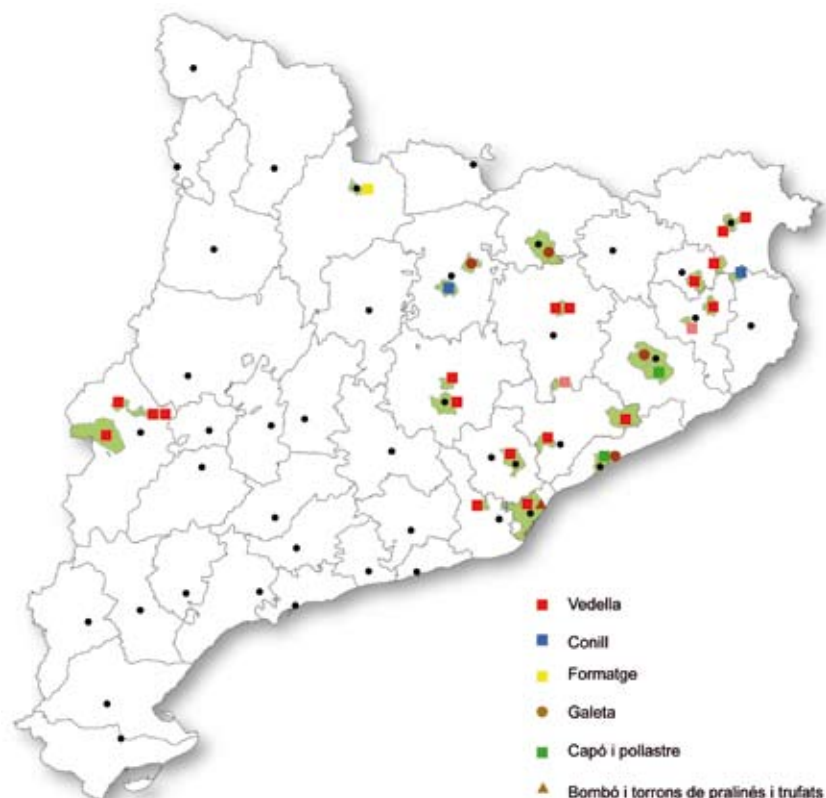 Vedella
Conill
Formatge
Galeta
Capó i pollastre
Bombó i torrons de pralinés i trufats